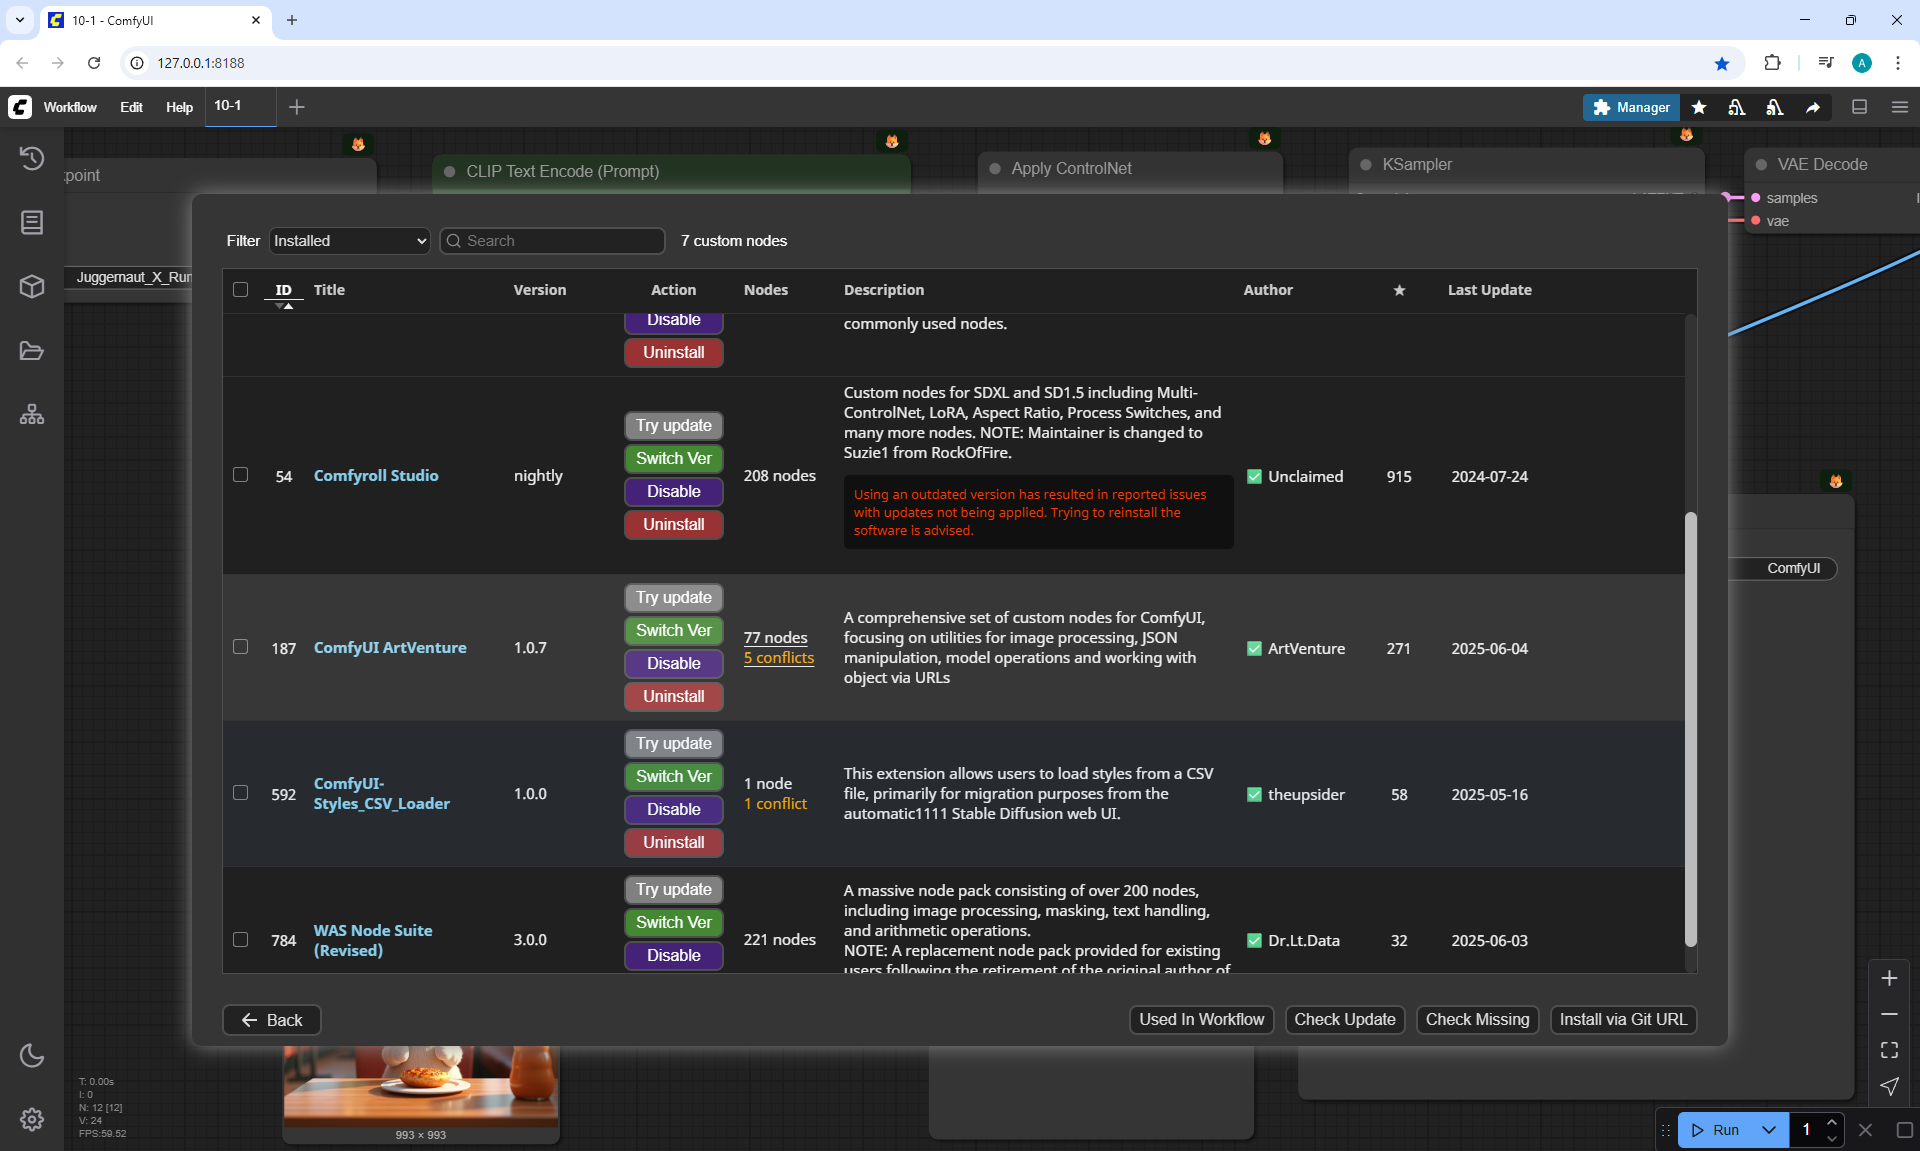 10-1 - ComfyUI
127.0.0.1:8188
A
Workflow
Edit
Help
10-1
Manager
point
CLIP Text Encode (Prompt)
Apply ControlNet
KSampler
VAE Decode
samples
vae
Juggernaut_X_Run
Filter
Installed
Search
7 custom nodes
ID
Title
Version
Action
Nodes
Description
Author
★
Last Update
Disable
Uninstall
commonly used nodes.
54
Comfyroll Studio
nightly
Try update
Switch Ver
Disable
Uninstall
208 nodes
Custom nodes for SDXL and SD1.5 including Multi-
ControlNet, LoRA, Aspect Ratio, Process Switches, and
many more nodes. NOTE: Maintainer is changed to
Suzie1 from RockOfFire.
Using an outdated version has resulted in reported issues
with updates not being applied. Trying to reinstall the
software is advised.
✅ Unclaimed
915
2024-07-24
187
ComfyUI ArtVenture
1.0.7
Try update
Switch Ver
Disable
Uninstall
77 nodes
5 conflicts
A comprehensive set of custom nodes for ComfyUI,
focusing on utilities for image processing, JSON
manipulation, model operations and working with
object via URLs
✅ ArtVenture
271
2025-06-04
592
ComfyUI-
Styles_CSV_Loader
1.0.0
Try update
Switch Ver
Disable
Uninstall
1 node
1 conflict
This extension allows users to load styles from a CSV
file, primarily for migration purposes from the
automatic1111 Stable Diffusion web UI.
✅ theupsider
58
2025-05-16
784
WAS Node Suite
(Revised)
3.0.0
Try update
Switch Ver
Disable
221 nodes
A massive node pack consisting of over 200 nodes,
including image processing, masking, text handling,
and arithmetic operations.
NOTE: A replacement node pack provided for existing
users following the retirement of the original author of
✅ Dr.Lt.Data
32
2025-06-03
ComfyUI
Back
Used In Workflow
Check Update
Check Missing
Install via Git URL
T: 0.00s
I: 0
N: 12 [12]
V: 24
FPS:59.52
993 × 993
Run
1